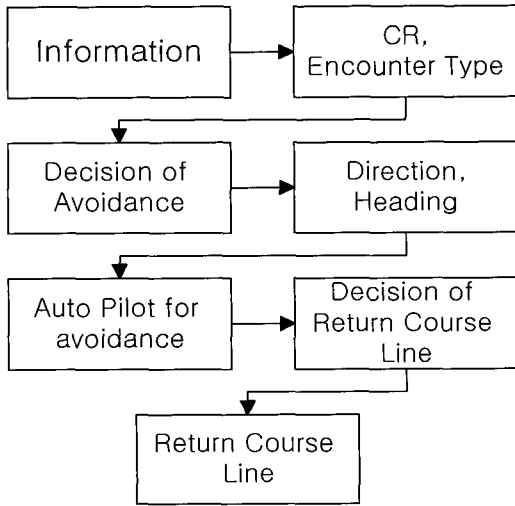 Information
CR,
Encounter Type
Decision of
Avoidance
Direction,
Heading
Auto Pilot for
avoidance
Decision of
Return Course
Line
Return Course
Line